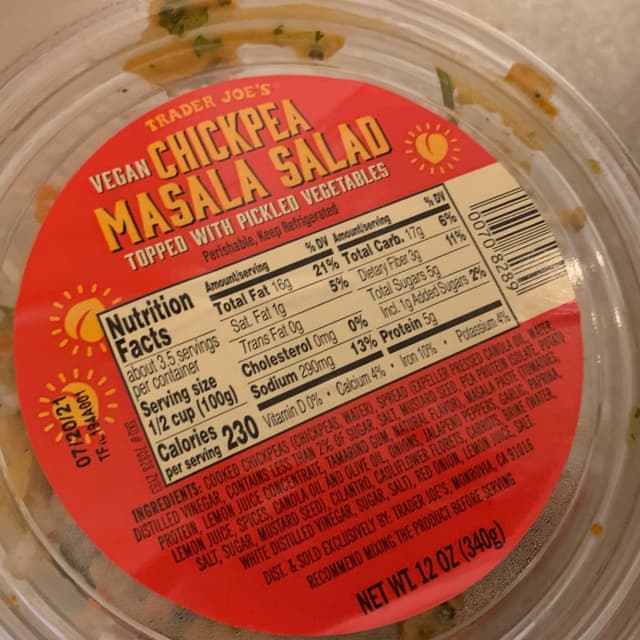 TRADER JOE'S
VEGAN CHICKPEA
MASALA SALAD
TOPPED WITH PICKLED VEGETABLES
Perishable, Keep Refrigerated
Nutrition
Facts
about 3.5 servings
per container
Serving size
1/2 cup (100g)
Calories 230
per serving
Amount/serving % DV
Total Fat 16g 21%
Sat. Fat 1g 5%
Trans Fat 0g
Cholesterol 0mg 0%
Sodium 290mg 13%
Amount/serving % DV
Total Carb. 17g 6%
Dietary Fiber 3g 11%
Total Sugars 5g
Incl. 1g Added Sugars 2%
Protein 5g
Vitamin D 0% • Calcium 4% • Iron 10% • Potassium 4%
0070 8289
07/20/21
INGREDIENTS: COOKED CHICKPEAS (CHICKPEAS, WATER), SPREAD (EXPELLER PRESSED CANOLA OIL, WATER,
DISTILLED VINEGAR, CONTAINS LESS THAN 2% OF SUGAR, SALT, MUSTARD SEED, PEA PROTEIN ISOLATE, POTATO
PROTEIN, LEMON JUICE CONCENTRATE, TAMARIND GUM, NATURAL FLAVOR), MASALA PASTE (TOMATOES,
LEMON JUICE, SPICES, CANOLA OIL AND OLIVE OIL, ONIONS, JALAPENO PEPPERS, GARLIC, PAPRIKA,
SALT, SUGAR, MUSTARD SEED), CILANTRO, CAULIFLOWER FLORETS, CARROTS, BRINE (WATER,
WHITE DISTILLED VINEGAR, SUGAR, SALT), RED ONION, LEMON JUICE, SALT
DIST. & SOLD EXCLUSIVELY BY: TRADER JOE'S, MONROVIA, CA 91016
RECOMMEND MIXING THE PRODUCT BEFORE SERVING
NET WT. 12 OZ (340g)